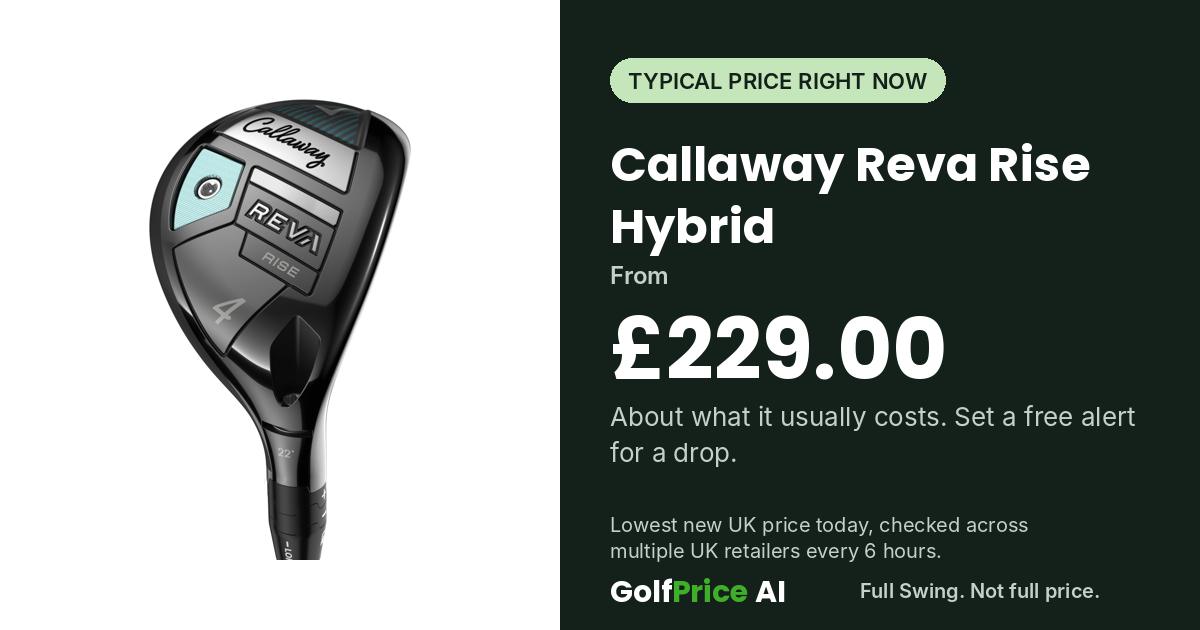 Callaway
REVA
RISE
4
22°
TYPICAL PRICE RIGHT NOW
Callaway Reva Rise
Hybrid
From
£229.00
About what it usually costs. Set a free alert
for a drop.
Lowest new UK price today, checked across
multiple UK retailers every 6 hours.
GolfPrice AI
Full Swing. Not full price.